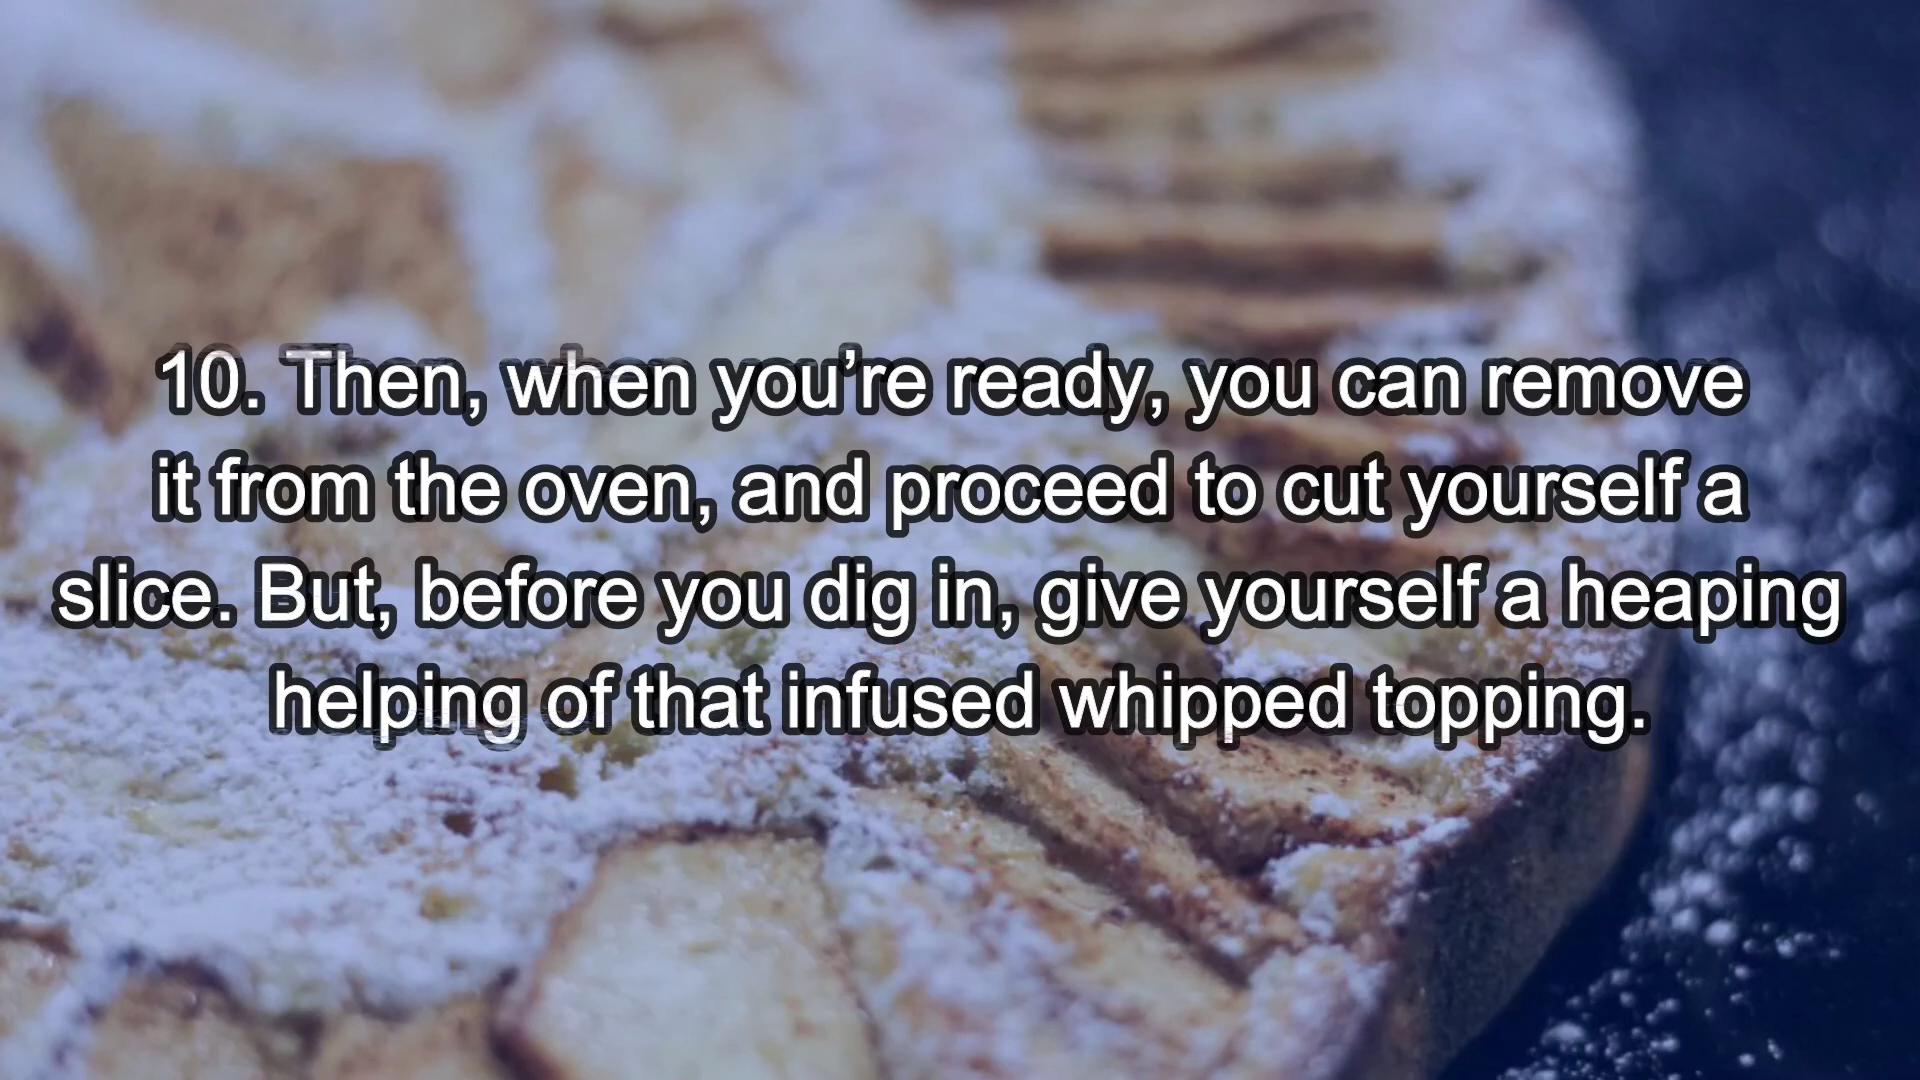 10. Then, when you’re ready, you can remove
it from the oven, and proceed to cut yourself a
slice. But, before you dig in, give yourself a heaping
helping of that infused whipped topping.